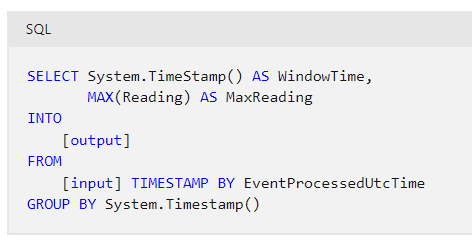 SQL
SELECT System.TimeStamp() AS WindowTime,
MAX(Reading) AS MaxReading
INTO
[output]
FROM
[input] TIMESTAMP BY EventProcessedUtcTime
GROUP BY System.Timestamp()